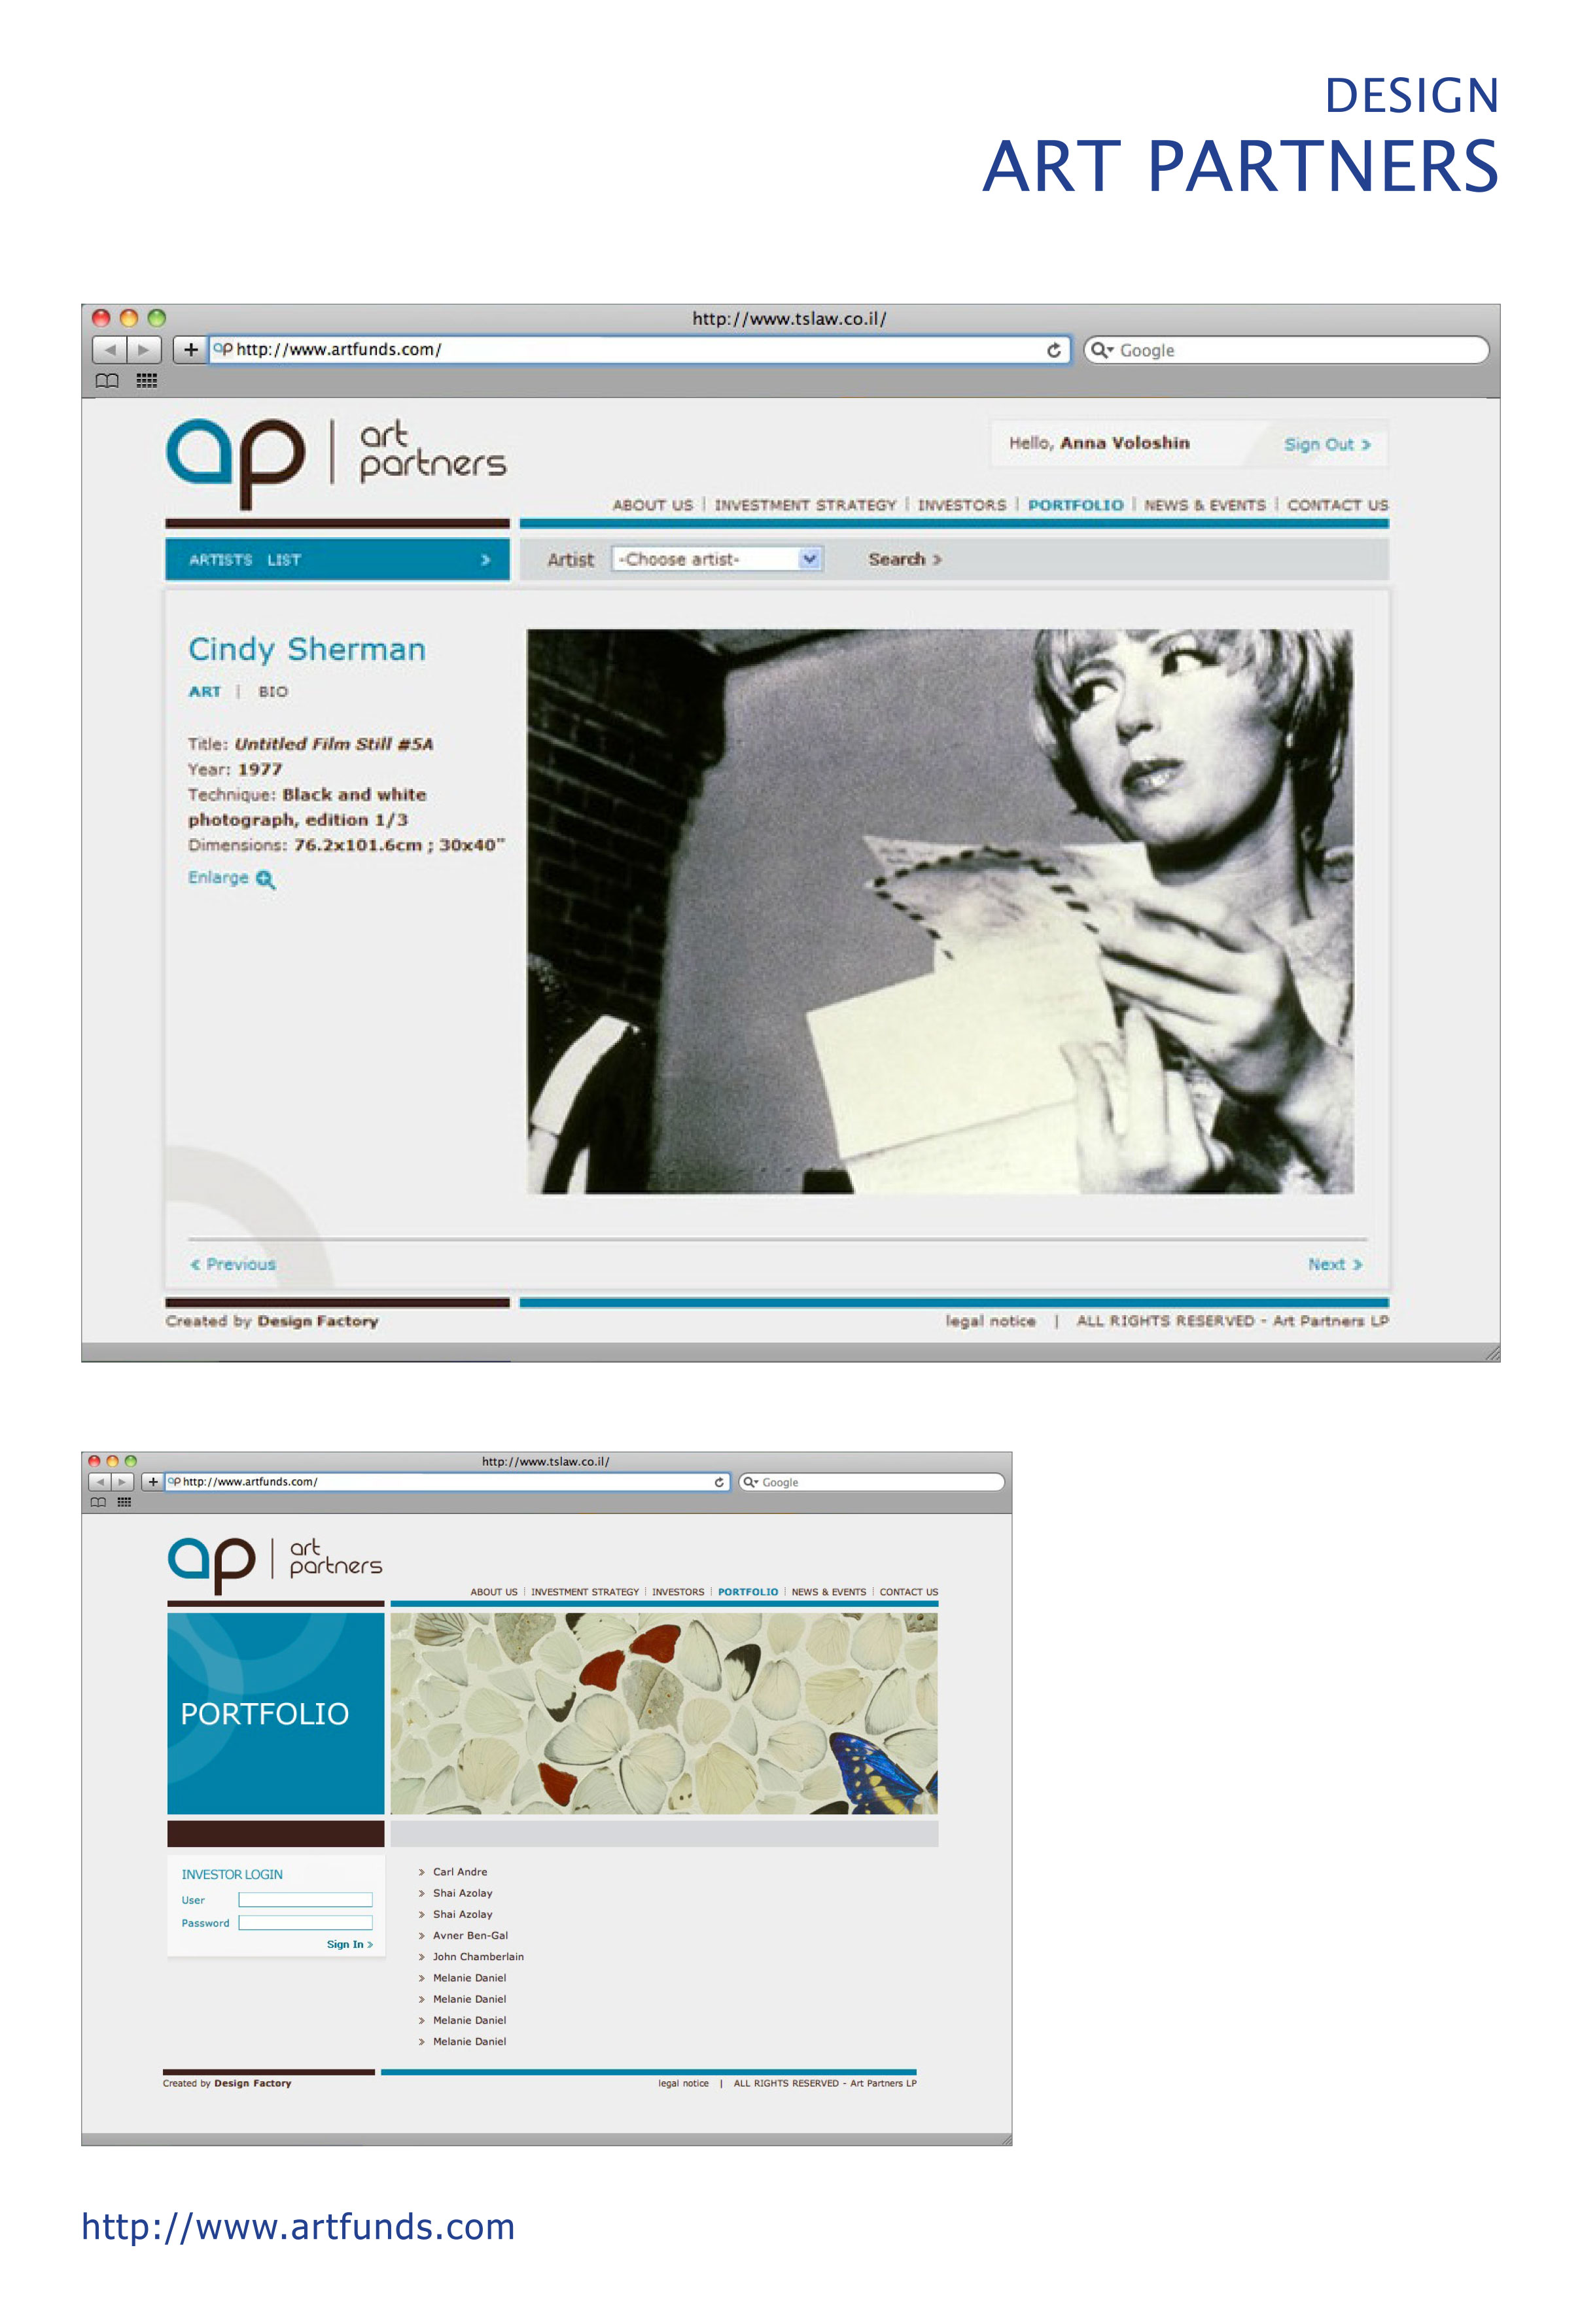 DESIGN
ART PARTNERS
http://www.tslaw.co.il/
ap http://www.artfunds.com/
Google
ap | art partners
Hello, Anna Voloshin
Sign Out »
ABOUT US | INVESTMENT STRATEGY | INVESTORS | PORTFOLIO | NEWS & EVENTS | CONTACT US
ARTISTS LIST »
Artist -Choose artist- Search »
Cindy Sherman
ART | BIO
Title: Untitled Film Still #5A
Year: 1977
Technique: Black and white
photograph, edition 1/3
Dimensions: 76.2x101.6cm ; 30x40"
Enlarge
« Previous
Next »
Created by Design Factory
legal notice | ALL RIGHTS RESERVED - Art Partners LP
http://www.tslaw.co.il/
ap http://www.artfunds.com/
Google
ap | art partners
ABOUT US | INVESTMENT STRATEGY | INVESTORS | PORTFOLIO | NEWS & EVENTS | CONTACT US
PORTFOLIO
INVESTOR LOGIN
User
Password
Sign In »
» Carl Andre
» Shai Azolay
» Shai Azolay
» Avner Ben-Gal
» John Chamberlain
» Melanie Daniel
» Melanie Daniel
» Melanie Daniel
» Melanie Daniel
Created by Design Factory
legal notice | ALL RIGHTS RESERVED - Art Partners LP
http://www.artfunds.com